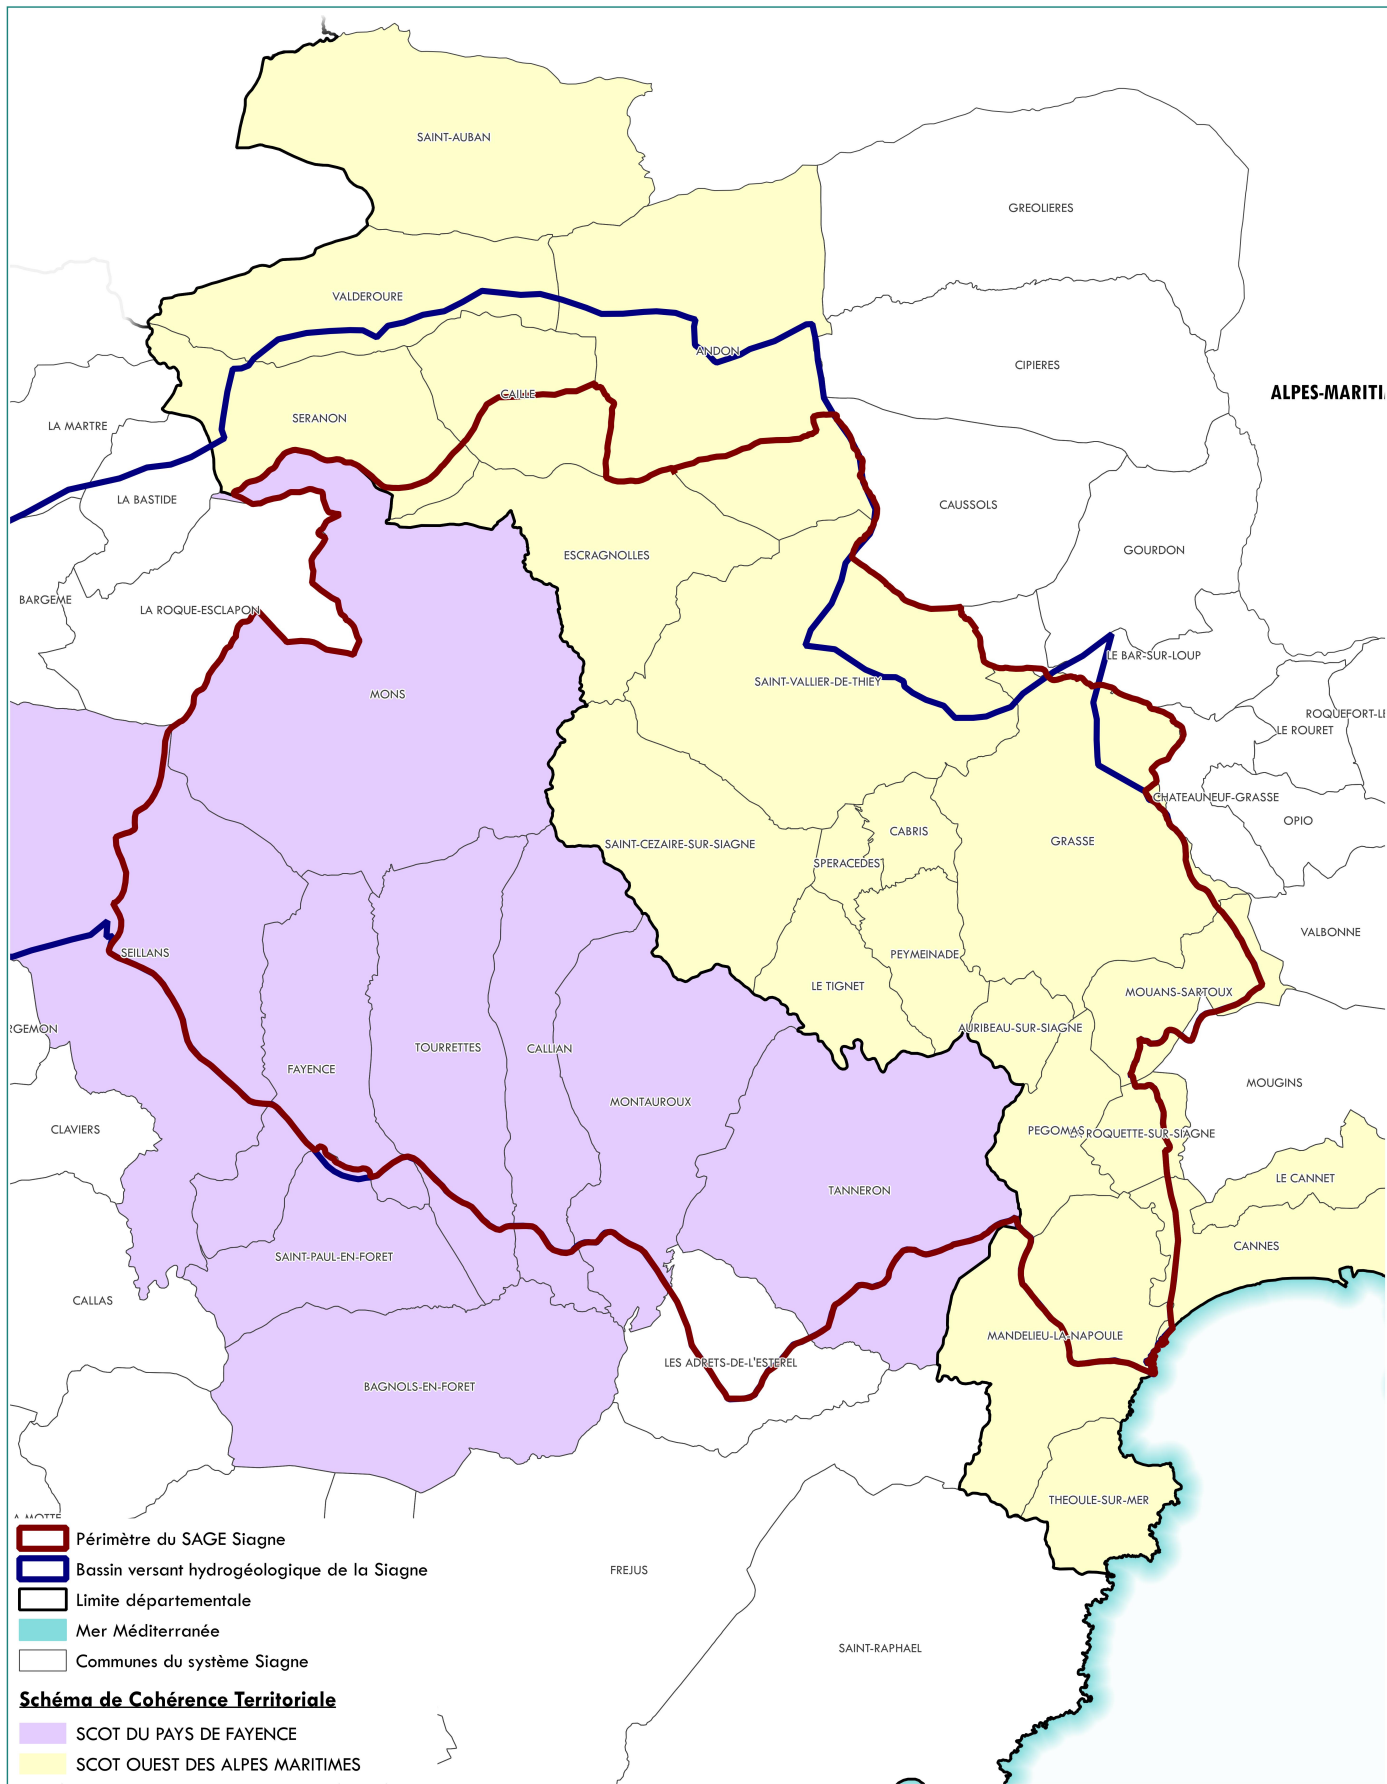 SAINT-AUBAN
GREOLIERES
VALDEROURE
ANDON
CIPIERES
ALPES-MARITI
CAILLE
SERANON
LA MARTRE
LA BASTIDE
CAUSSOLS
GOURDON
ESCRAGNOLLES
BARGEME
LA ROQUE-ESCLAPON
LE BAR-SUR-LOUP
SAINT-VALLIER-DE-THIEY
MONS
ROQUEFORT-LE
LE ROURET
CHATEAUNEUF-GRASSE
OPIO
CABRIS
GRASSE
SAINT-CEZAIRE-SUR-SIAGNE
SPERACEDES
VALBONNE
SEILLANS
PEYMEINADE
LE TIGNET
MOUANS-SARTOUX
RGEMON
AURIBEAU-SUR-SIAGNE
TOURRETTES
CALLIAN
FAYENCE
MOUGINS
MONTAUROUX
CLAVIERS
PEGOMAS
LA ROQUETTE-SUR-SIAGNE
LE CANNET
TANNERON
CANNES
SAINT-PAUL-EN-FORET
CALLAS
MANDELIEU-LA-NAPOULE
LES ADRETS-DE-L'ESTEREL
BAGNOLS-EN-FORET
THEOULE-SUR-MER
A MOTTE
FREJUS
SAINT-RAPHAEL
Périmètre du SAGE Siagne
Bassin versant hydrogéologique de la Siagne
Limite départementale
Mer Méditerranée
Communes du système Siagne
Schéma de Cohérence Territoriale
SCOT DU PAYS DE FAYENCE
SCOT OUEST DES ALPES MARITIMES